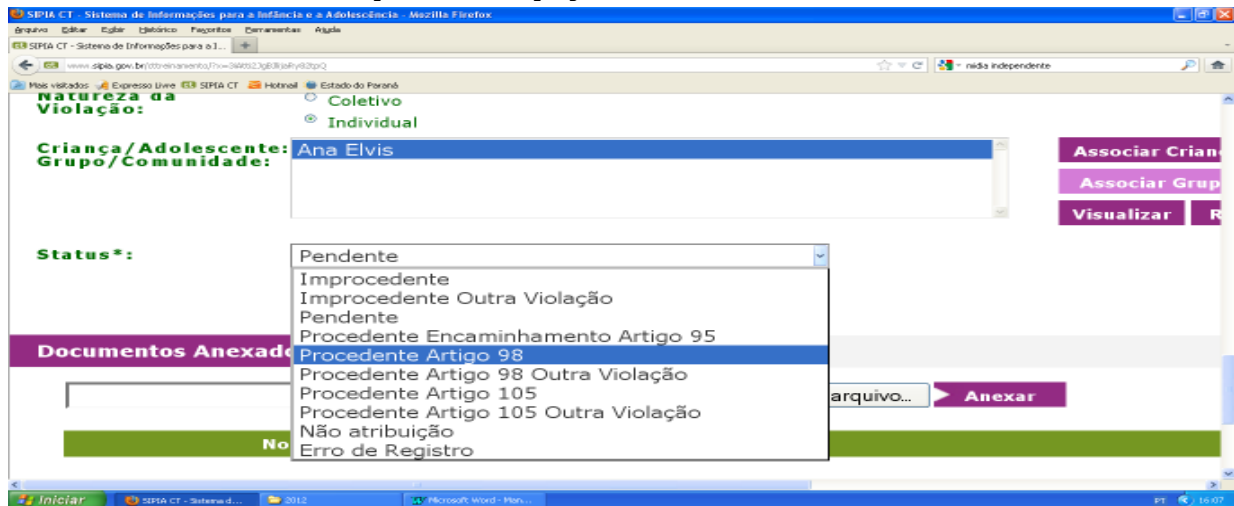 SIPIA CT - Sistema de Informações para a Infância e a Adolescência - Mozilla Firefox
Arquivo Editar Exibir Histórico Favoritos Ferramentas Ajuda
SIPIA CT - Sistema de Informações para a I...
www.sipia.gov.br
mídia independente
Mais visitados Expresso Livre SIPIA CT Hotmail Estado do Paraná
Natureza da
Violação:
Coletivo
Individual
Criança/Adolescente:
Grupo/Comunidade:
Ana Elvis
Associar Crian
Associar Grup
Visualizar R
Status*:
Pendente
Improcedente
Improcedente Outra Violação
Pendente
Procedente Encaminhamento Artigo 95
Documentos Anexado
Procedente Artigo 98
Procedente Artigo 98 Outra Violação
Procedente Artigo 105
arquivo... Anexar
Procedente Artigo 105 Outra Violação
Não atribuição
No
Erro de Registro
Iniciar SIPIA CT - Sistema d... 2012 Microsoft Word - Man... PT 16:07